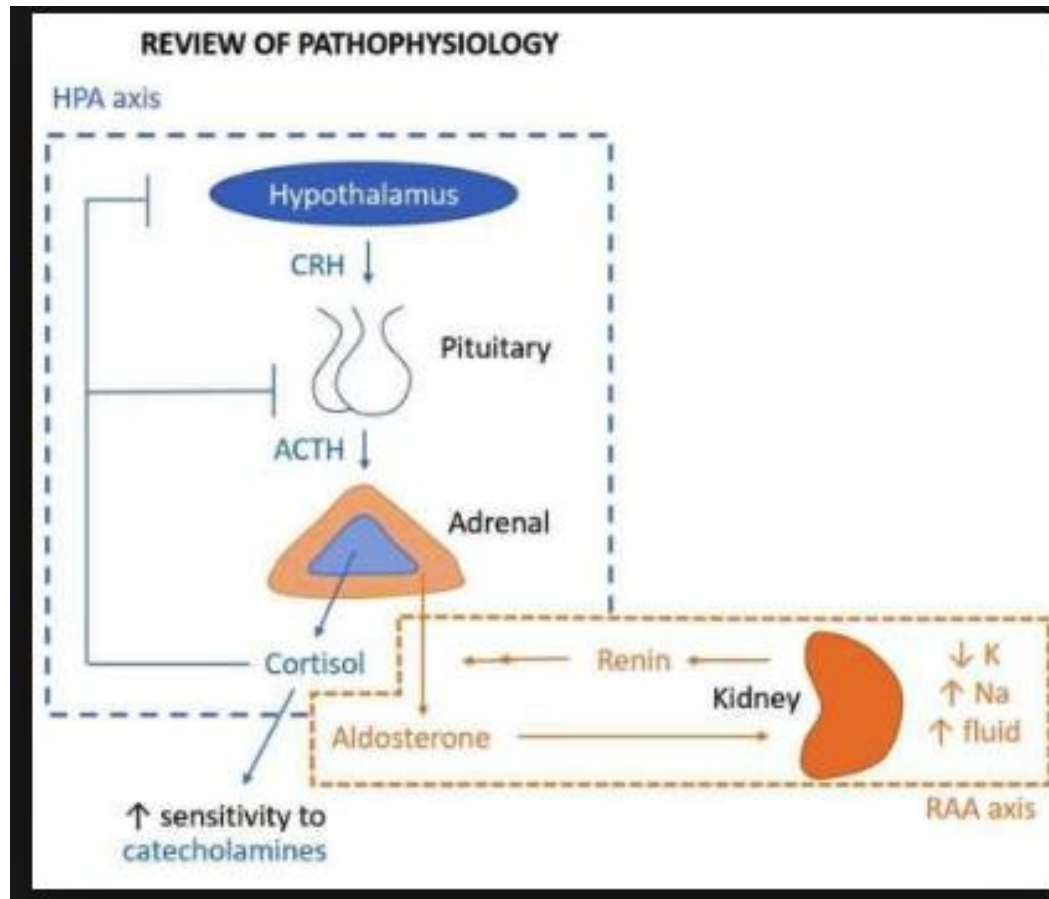 REVIEW OF PATHOPHYSIOLOGY
HPA axis
Hypothalamus
CRH
Pituitary
ACTH
Adrenal
Cortisol
Renin
Kidney
↓ K
↑ Na
↑ fluid
Aldosterone
RAA axis
↑ sensitivity to
catecholamines